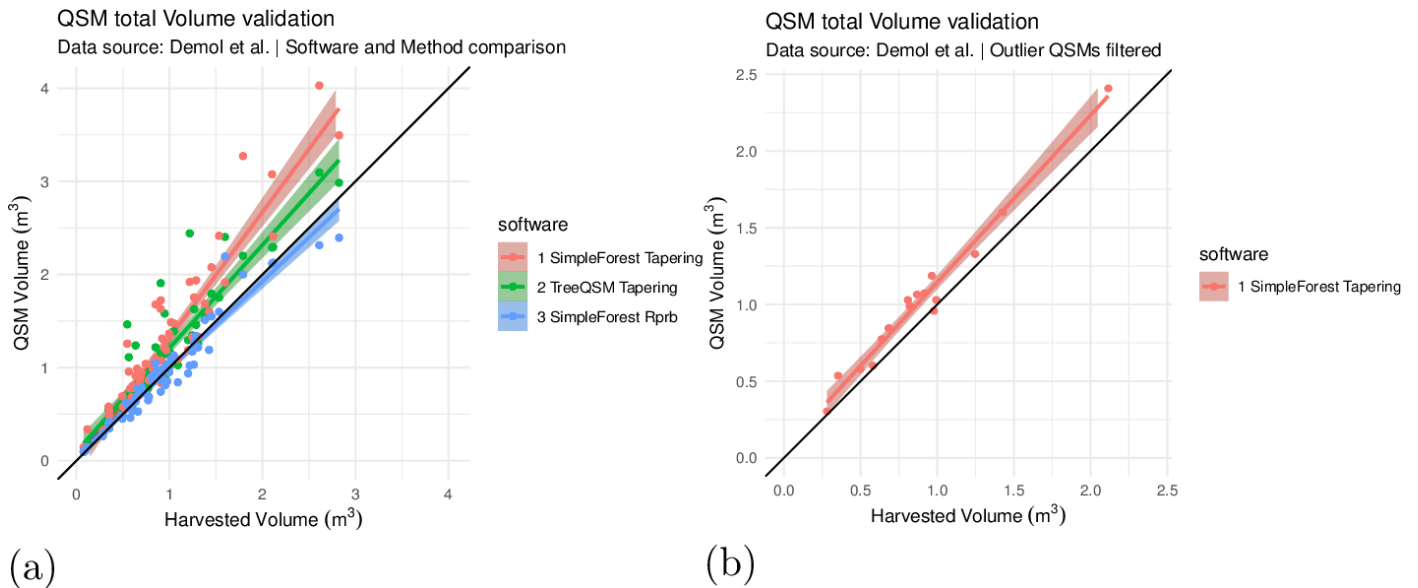 QSM total Volume validation
Data source: Demol et al. | Software and Method comparison
4
3
2
1
0
QSM Volume (m³)
0 1 2 3 4
Harvested Volume (m³)
software
1 SimpleForest Tapering
2 TreeQSM Tapering
3 SimpleForest Rprb
(a)
QSM total Volume validation
Data source: Demol et al. | Outlier QSMs filtered
2.5
2.0
1.5
1.0
0.5
0.0
QSM Volume (m³)
0.0 0.5 1.0 1.5 2.0 2.5
Harvested Volume (m³)
software
1 SimpleForest Tapering
(b)